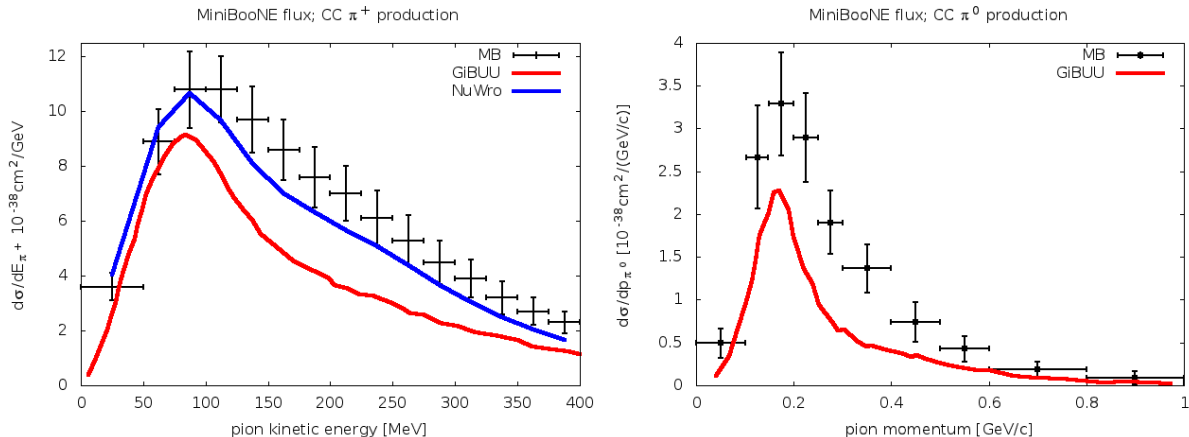 MiniBooNE flux; CC π⁺ production
MB
GiBUU
NuWro
dσ/dE_π+ 10⁻³⁸cm²/GeV
12
10
8
6
4
2
0
0 50 100 150 200 250 300 350 400
pion kinetic energy [MeV]
MiniBooNE flux; CC π⁰ production
MB
GiBUU
dσ/dp_π⁰ [10⁻³⁸cm²/(GeV/c)]
4
3.5
3
2.5
2
1.5
1
0.5
0
0 0.2 0.4 0.6 0.8 1
pion momentum [GeV/c]